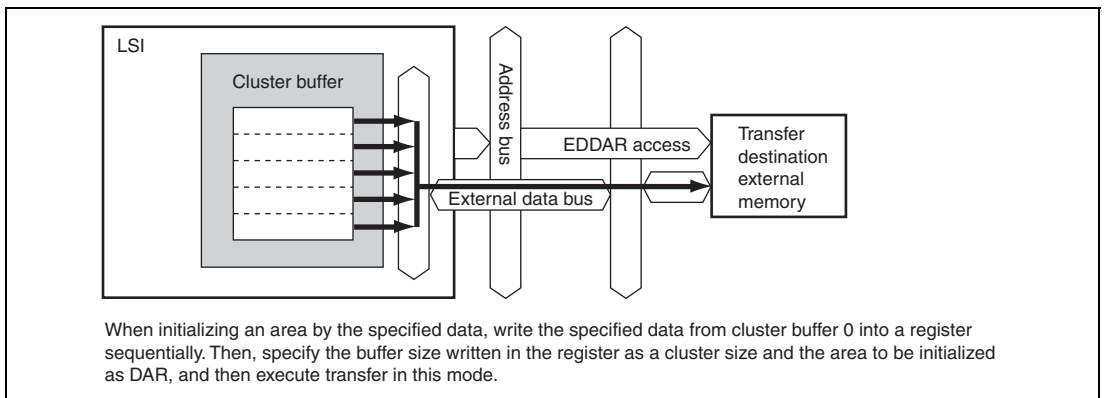 LSI
Cluster buffer
Address bus
EDDAR access
External data bus
Transfer
destination
external
memory
When initializing an area by the specified data, write the specified data from cluster buffer 0 into a register
sequentially. Then, specify the buffer size written in the register as a cluster size and the area to be initialized
as DAR, and then execute transfer in this mode.